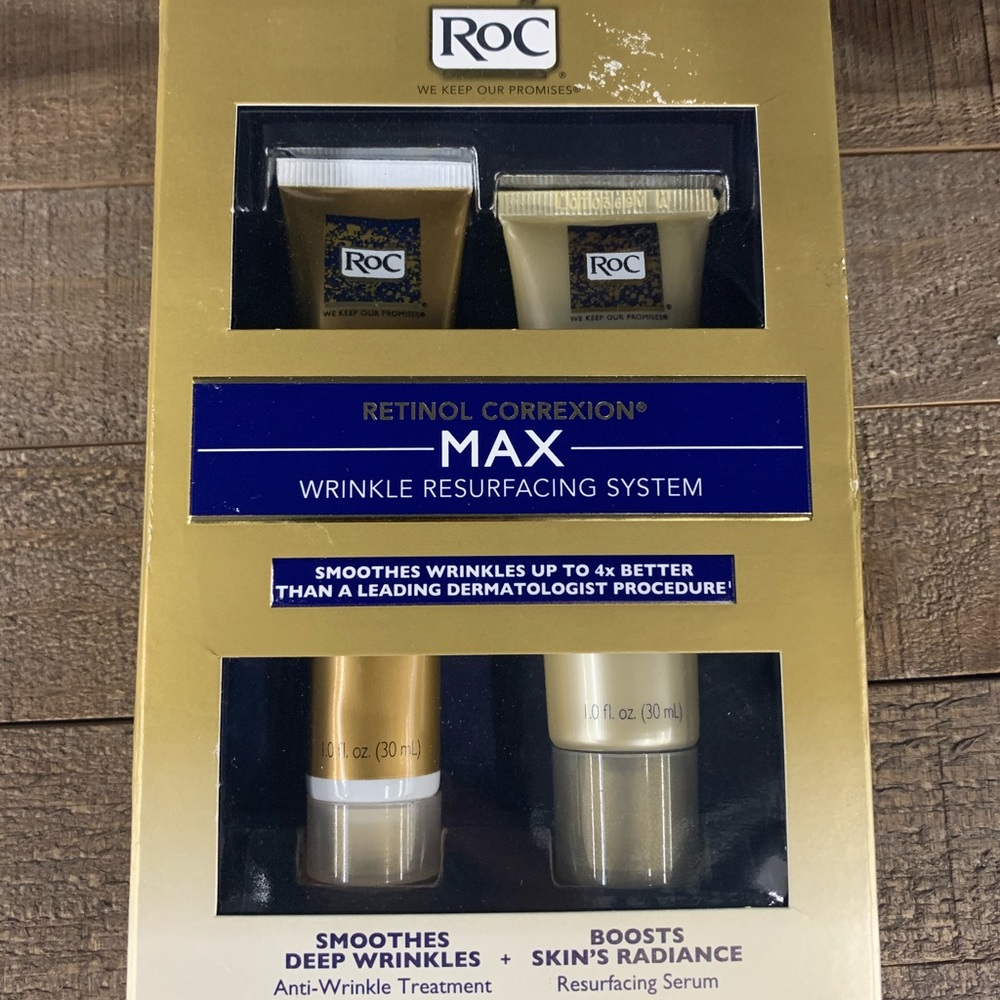 RoC®
WE KEEP OUR PROMISES®
RoC
WE KEEP OUR PROMISES®
RoC
WE KEEP OUR PROMISES®
RETINOL CORREXION®
MAX
WRINKLE RESURFACING SYSTEM
SMOOTHES WRINKLES UP TO 4x BETTER
THAN A LEADING DERMATOLOGIST PROCEDURE¹
1.0 fl. oz. (30 mL)
1.0 fl. oz. (30 mL)
SMOOTHES
DEEP WRINKLES
Anti-Wrinkle Treatment
+
BOOSTS
SKIN'S RADIANCE
Resurfacing Serum